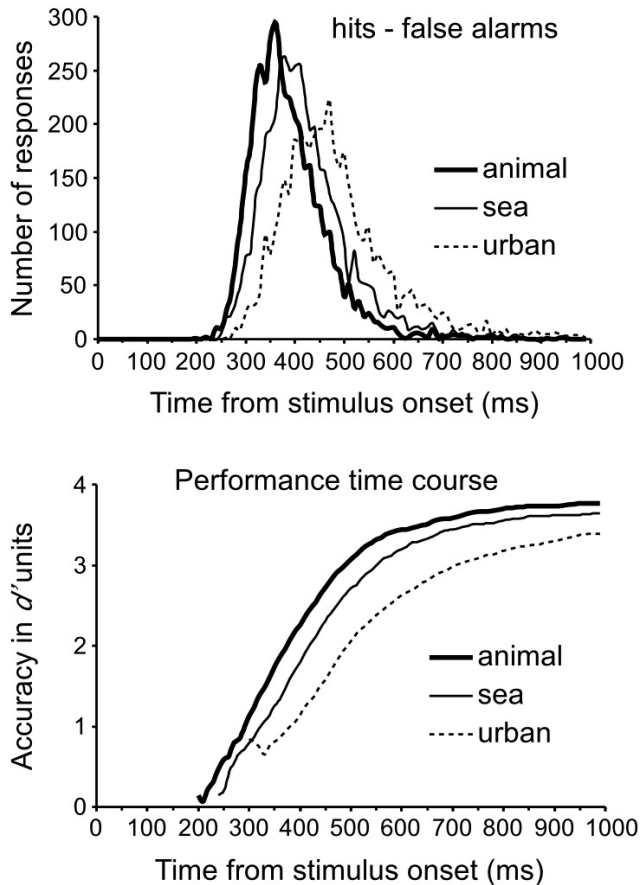 hits - false alarms
Number of responses
300
250
200
150
100
50
0
animal
sea
urban
0 100 200 300 400 500 600 700 800 900 1000
Time from stimulus onset (ms)
Performance time course
Accuracy in d'units
4
3
2
1
0
animal
sea
urban
0 100 200 300 400 500 600 700 800 900 1000
Time from stimulus onset (ms)